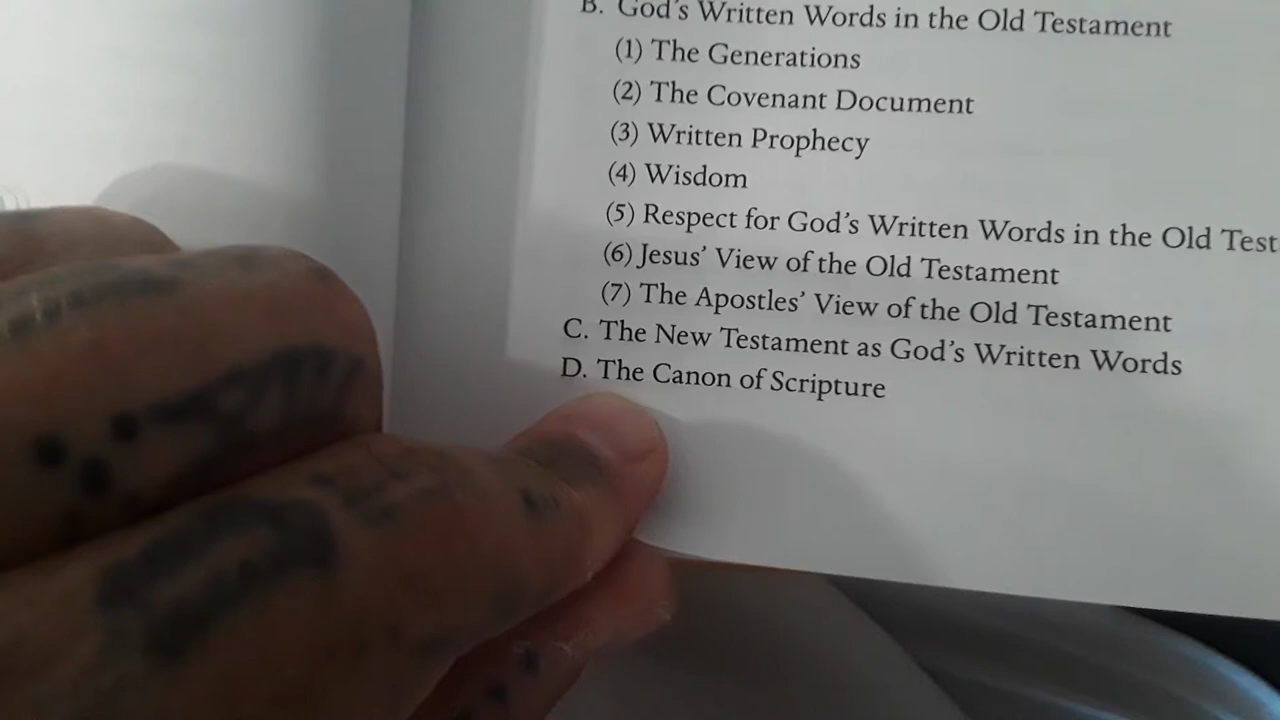 B. God's Written Words in the Old Testament
(1) The Generations
(2) The Covenant Document
(3) Written Prophecy
(4) Wisdom
(5) Respect for God's Written Words in the Old Test
(6) Jesus' View of the Old Testament
(7) The Apostles' View of the Old Testament
C. The New Testament as God's Written Words
D. The Canon of Scripture